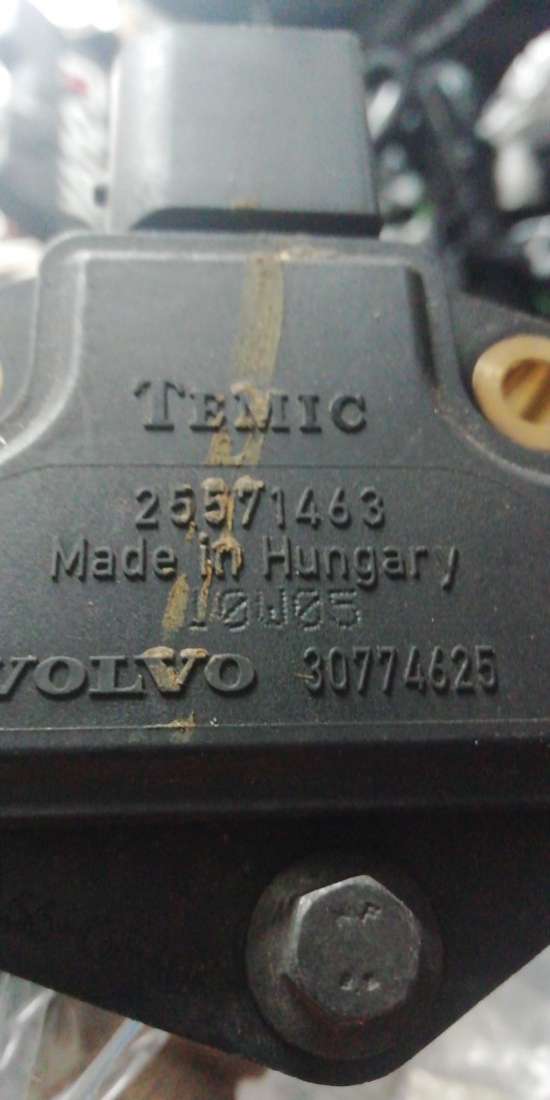 TEMIC
25571463
Made in Hungary
10W05
VOLVO 30774625